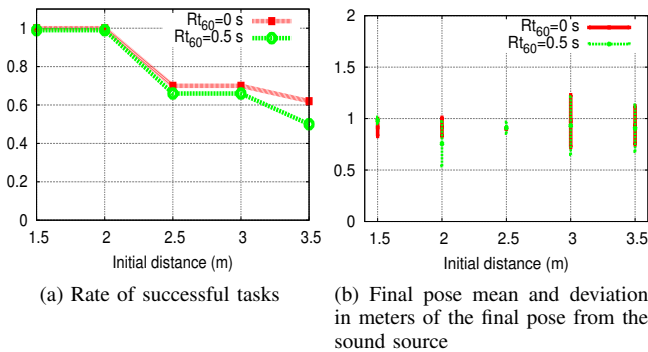 Rt60=0 s
Rt60=0.5 s
1
0.8
0.6
0.4
0.2
0
1.5 2 2.5 3 3.5
Initial distance (m)
(a) Rate of successful tasks
Rt60=0 s
Rt60=0.5 s
2
1.5
1
0.5
0
1.5 2 2.5 3 3.5
Initial distance (m)
(b) Final pose mean and deviation
in meters of the final pose from the
sound source